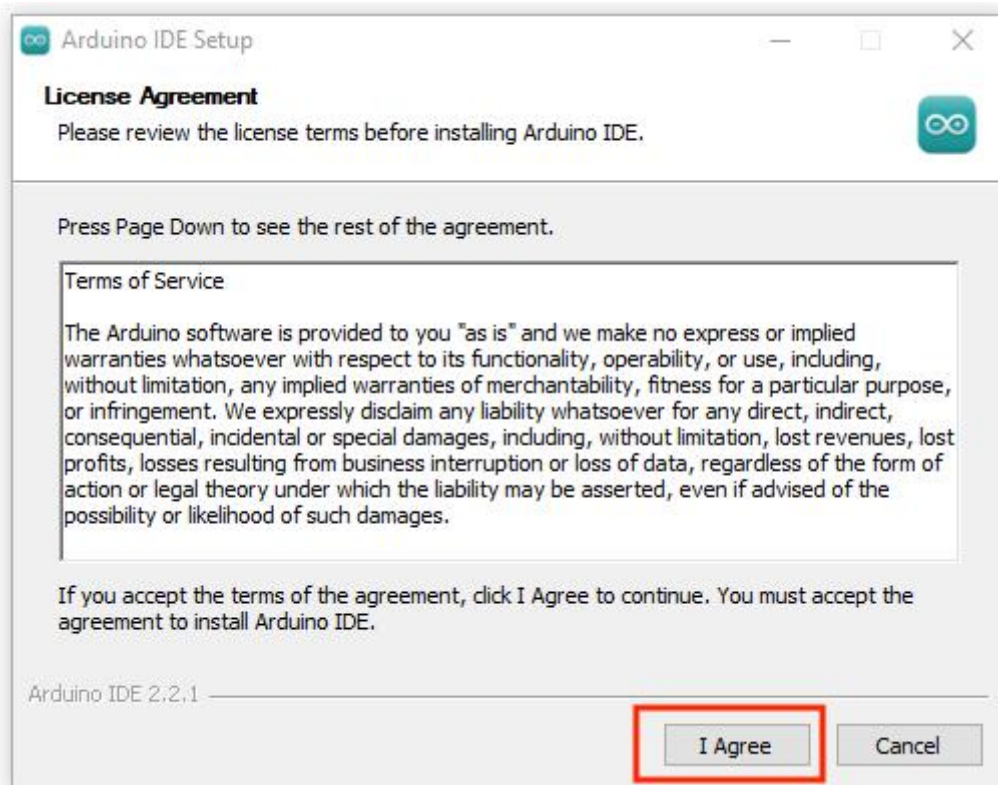 Arduino IDE Setup
License Agreement
Please review the license terms before installing Arduino IDE.
Press Page Down to see the rest of the agreement.
Terms of Service
The Arduino software is provided to you "as is" and we make no express or implied
warranties whatsoever with respect to its functionality, operability, or use, including,
without limitation, any implied warranties of merchantability, fitness for a particular purpose,
or infringement. We expressly disclaim any liability whatsoever for any direct, indirect,
consequential, incidental or special damages, including, without limitation, lost revenues, lost
profits, losses resulting from business interruption or loss of data, regardless of the form of
action or legal theory under which the liability may be asserted, even if advised of the
possibility or likelihood of such damages.
If you accept the terms of the agreement, click I Agree to continue. You must accept the
agreement to install Arduino IDE.
Arduino IDE 2.2.1
I Agree Cancel